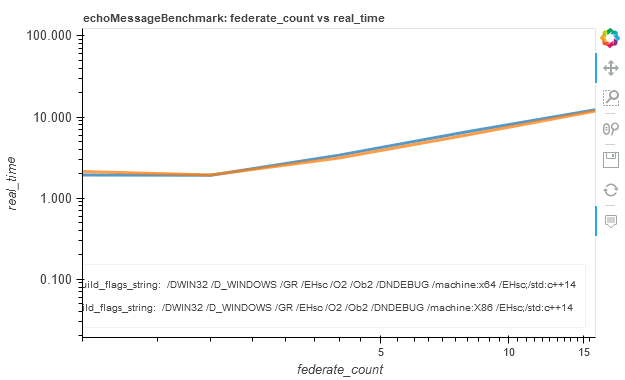 echoMessageBenchmark: federate_count vs real_time
100.000
10.000
1.000
0.100
real_time
uild_flags_string: /DWIN32 /D_WINDOWS /GR /EHsc /O2 /Ob2 /DNDEBUG /machine:x64 /EHsc;/std:c++14
ild_flags_string: /DWIN32 /D_WINDOWS /GR /EHsc /O2 /Ob2 /DNDEBUG /machine:X86 /EHsc;/std:c++14
5
10
15
federate_count